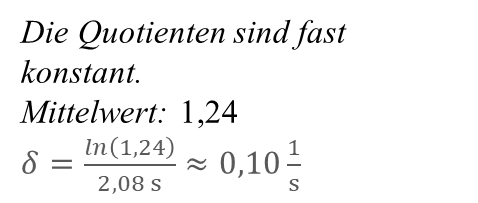 Die Quotienten sind fast
konstant.
Mittelwert: 1,24
δ = ln(1,24) / 2,08 s ≈ 0,10 1/s